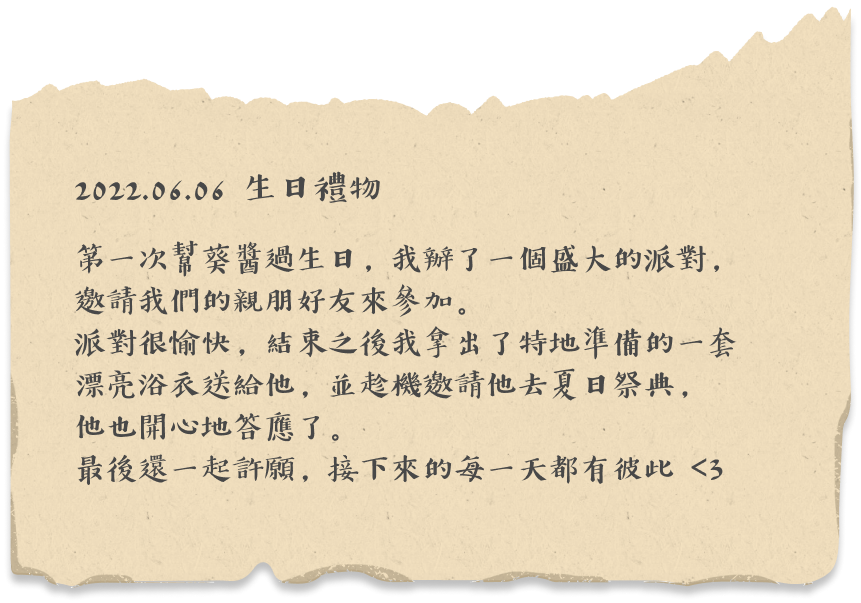 2022.06.06 生日禮物
第一次幫葵醬過生日，我辦了一個盛大的派對，
邀請我們的親朋好友來參加。
派對很愉快，結束之後我拿出了特地準備的一套
漂亮浴衣送給他，並趁機邀請他去夏日祭典，
他也開心地答應了。
最後還一起許願，接下來的每一天都有彼此 <3